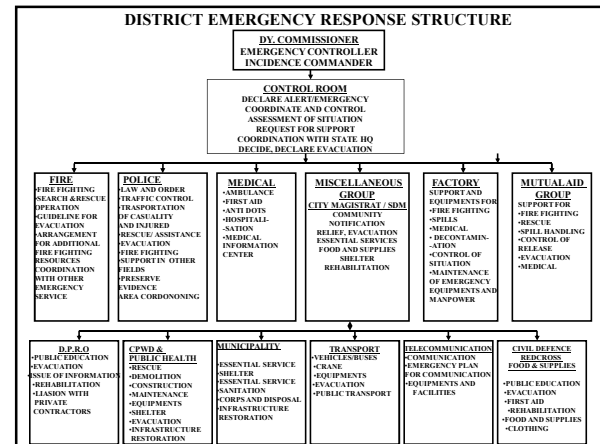 DISTRICT EMERGENCY RESPONSE STRUCTURE
DY. COMMISSIONER
EMERGENCY CONTROLLER
INCIDENCE COMMANDER
CONTROL ROOM
DECLARE ALERT/EMERGENCY
COORDINATE AND CONTROL
ASSESSMENT OF SITUATION
REQUEST FOR SUPPORT
COORDINATION WITH STATE HQ
DECIDE, DECLARE EVACUATION
FIRE
•FIRE FIGHTING
•SEARCH &RESCUE
OPERATION
•GUIDELINE FOR
EVACUATION
•ARRANGEMENT
FOR ADDITIONAL
FIRE FIGHTING
RESOURCES
COORDINATION
WITH OTHER
EMERGENCY
SERVICE
POLICE
•LAW AND ORDER
•TRAFFIC CONTROL
•TRASPORTATION
OF CASUALITY
AND INJURED
•RESCUE/ ASSISTANCE
EVACUATION
•FIRE FIGHTING
•SUPPORT IN OTHER
FIELDS
•PRESERVE
EVIDENCE
AREA CORDONONING
MEDICAL
•AMBULANCE
•FIRST AID
•ANTI DOTS
•HOSPITALI-
-SATION
•MEDICAL
INFORMATION
CENTER
MISCELLANEOUS
GROUP
CITY MAGISTRAT / SDM
COMMUNITY
NOTIFICATION
RELIEF, EVACUATION
ESSENTIAL SERVICES
FOOD AND SUPPLIES
SHELTER
REHABILITATION
FACTORY
SUPPORT AND
EQUIPMENTS FOR
•FIRE FIGHTING
•SPILLS
•MEDICAL
•DECONTAMIN-
-ATION
•CONTROL OF
SITUATION
•MAINTENANCE
OF EMERGENCY
EQUIPMENTS AND
MANPOWER
MUTUAL AID
GROUP
SUPPORT FOR
•FIRE FIGHTING
•RESCUE
•SPILL HANDLING
•CONTROL OF
RELEASE
•EVACUATION
•MEDICAL
D.P.R.O
•PUBLIC EDUCATION
•EVACUATION
•ISSUE OF INFORMATION
•REHABILITATION
•LIASION WITH
PRIVATE
CONTRACTORS
CPWD &
PUBLIC HEALTH
•RESCUE
•DEMOLITION
•CONSTRUCTION
•MAINTENANCE
•EQUIPMENTS
•SHELTER
•EVACUATION
•INFRASTRUCTURE
RESTORATION
MUNICIPALITY
•ESSENTIAL SERVICE
•SHELTER
•ESSENTIAL SERVICE
•SANITATION
•CORPS AND DISPOSAL
•INFRASTRUCTURE
RESTORATION
TRANSPORT
•VEHICLES/BUSES
•CRANE
•EQUIPMENTS
•EVACUATION
•PUBLIC TRANSPORT
TELECOMMUNICATION
•COMMUNICATION
•EMERGENCY PLAN
FOR COMMUNICATION
•EQUIPMENTS AND
FACILITIES
CIVIL DEFENCE
REDCROSS
FOOD & SUPPLIES
•PUBLIC EDUCATION
•EVACUATION
•FIRST AID
•REHABILITATION
•FOOD AND SUPPLIES
•CLOTHING